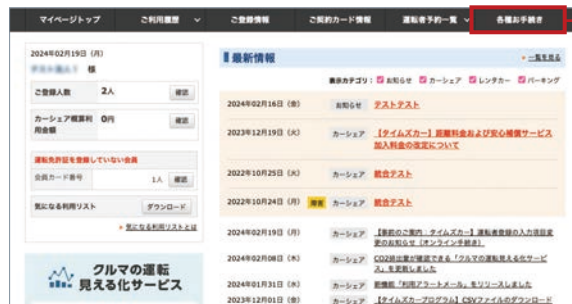 マイページトップ ご利用履歴 ご登録情報 ご契約カード情報 運転者予約一覧 各種お手続き
2024年02月19日 (月)
様
ご登録人数 2人 確認
カーシェア概算利用金額 0円 確認
運転免許証を登録していない会員
会員カード番号 1人 確認
気になる利用リスト ダウンロード
気になる利用リストとは
クルマの運転
見える化サービス
最新情報 一覧を見る
表示カテゴリ: お知らせ カーシェア レンタカー パーキング
2024年02月16日 (金) お知らせ テストテスト
2023年12月19日 (火) カーシェア 【タイムズカー】距離料金および安心補償サービス
加入料金の改定について
2022年10月25日 (火) カーシェア 統合テスト
2022年10月24日 (月) 障害 カーシェア 統合テスト
2024年02月19日 (月) カーシェア 【事前のご案内:タイムズカー】運転者登録の入力項目変
更のお知らせ(オンライン手続き)
2024年02月08日 (木) カーシェア CO2排出量が確認できる「クルマの運転見える化サービ
ス」を更新しました
2024年01月31日 (水) カーシェア 新機能「利用アラートメール」をリリースしました
2023年12月01日 (金) カーシェア 【タイムズカープログラム】CSVファイルのダウンロード